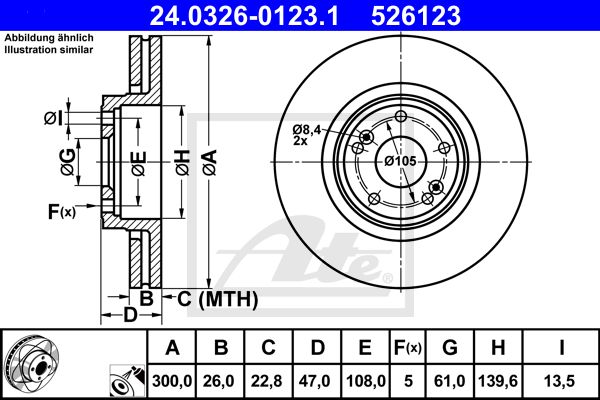 24.0326-0123.1 526123
Abbildung ähnlich
Illustration similar
ØI
ØG
ØE
ØH
ØA
F(x)
B
C (MTH)
D
Ø8,4
2x
Ø105
Ate
A B C D E F(x) G H I
300,0 26,0 22,8 47,0 108,0 5 61,0 139,6 13,5